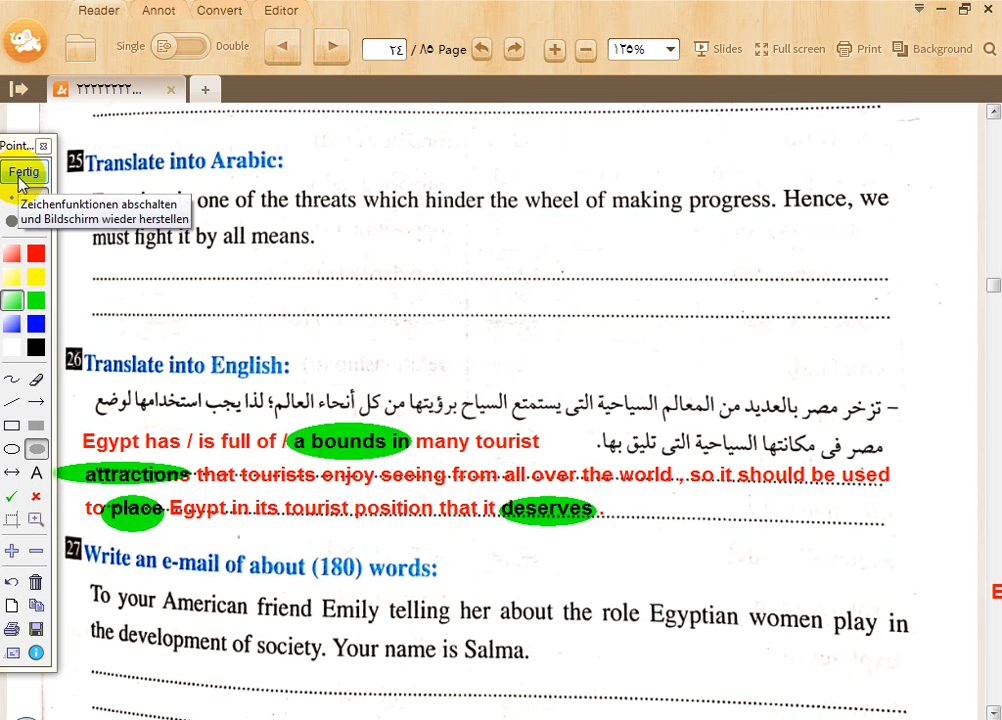 Reader Annot Convert Editor
Single Double ٢٤ / ٨٥ Page ١٢٥% Slides Full screen Print Background
٢٢٢٢٢٢٢٢...
Point...
Fertig
Zeichenfunktionen abschalten
und Bildschirm wieder herstellen
25 Translate into Arabic:
one of the threats which hinder the wheel of making progress. Hence, we
must fight it by all means.
26 Translate into English:
– تزخر مصر بالعديد من المعالم السياحية التى يستمتع السياح برؤيتها من كل أنحاء العالم؛ لذا يجب استخدامها لوضع
مصر فى مكانتها السياحية التى تليق بها.
Egypt has / is full of / a bounds in many tourist
attractions that tourists enjoy seeing from all over the world , so it should be used
to place Egypt in its tourist position that it deserves .
27 Write an e-mail of about (180) words:
To your American friend Emily telling her about the role Egyptian women play in
the development of society. Your name is Salma.
E